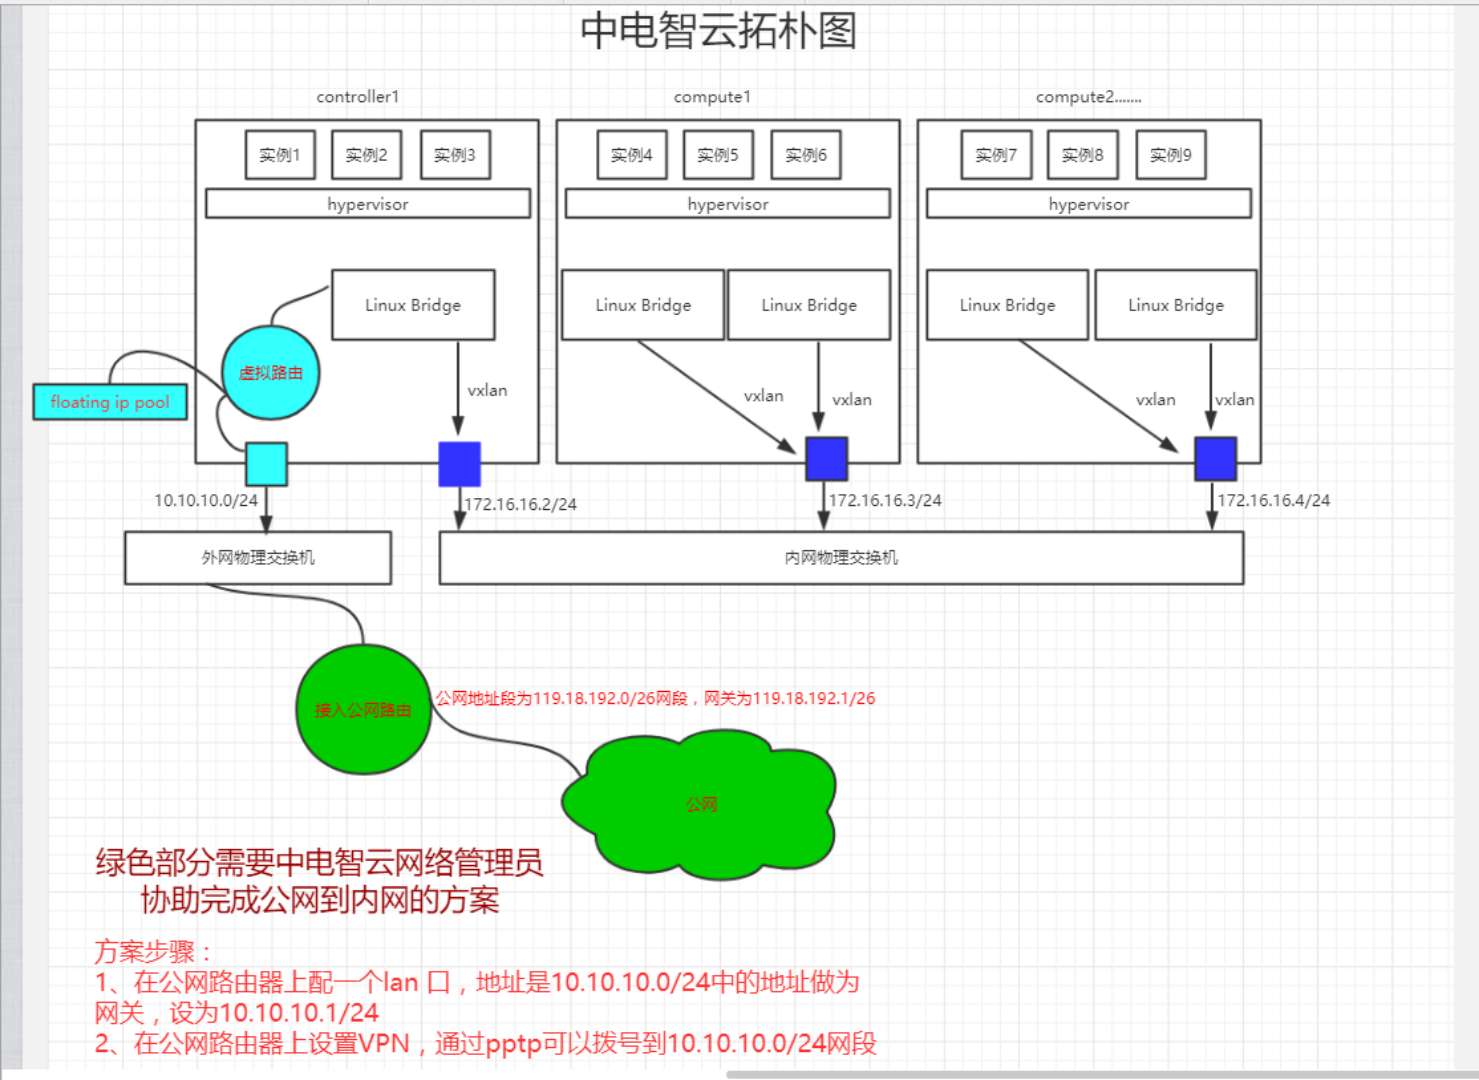 中电智云拓朴图
controller1
compute1
compute2.......
实例1
实例2
实例3
实例4
实例5
实例6
实例7
实例8
实例9
hypervisor
hypervisor
hypervisor
Linux Bridge
Linux Bridge
Linux Bridge
Linux Bridge
Linux Bridge
虚拟路由
floating ip pool
vxlan
vxlan
vxlan
vxlan
vxlan
10.10.10.0/24
172.16.16.2/24
172.16.16.3/24
172.16.16.4/24
外网物理交换机
内网物理交换机
接入公网路由
公网地址段为119.18.192.0/26网段，网关为119.18.192.1/26
公网
绿色部分需要中电智云网络管理员
协助完成公网到内网的方案
方案步骤：
1、在公网路由器上配一个lan 口，地址是10.10.10.0/24中的地址做为
网关，设为10.10.10.1/24
2、在公网路由器上设置VPN，通过pptp可以拨号到10.10.10.0/24网段